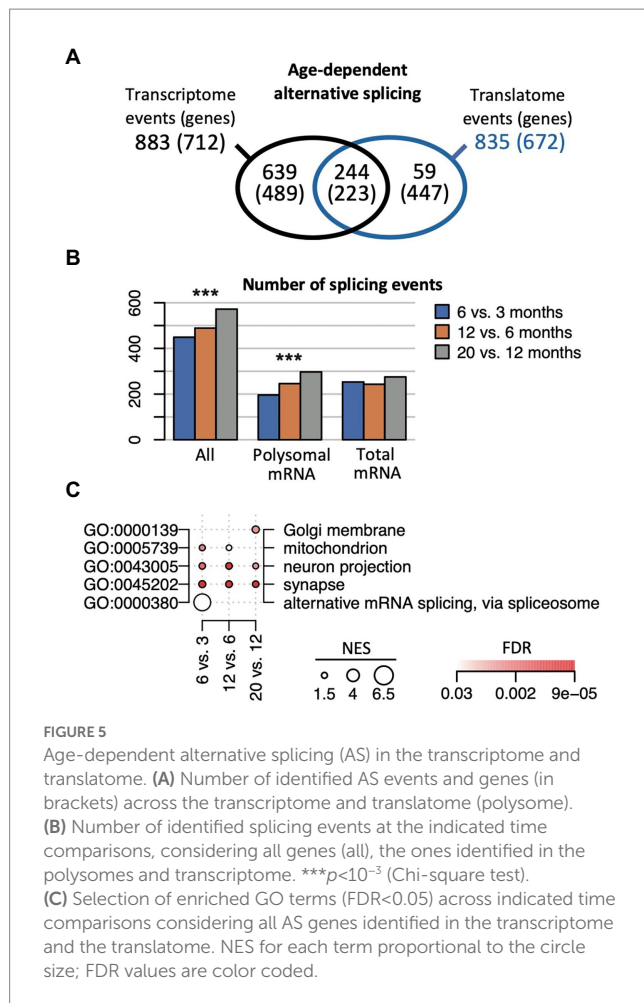 A
Age-dependent
alternative splicing
Transcriptome
events (genes)
883 (712)
Translatome
events (genes)
835 (672)
639
(489)
244
(223)
59
(447)
B
Number of splicing events
600
400
200
0
***
***
All
Polysomal
mRNA
Total
mRNA
6 vs. 3 months
12 vs. 6 months
20 vs. 12 months
C
GO:0000139 Golgi membrane
GO:0005739 mitochondrion
GO:0043005 neuron projection
GO:0045202 synapse
GO:0000380 alternative mRNA splicing, via spliceosome
6 vs. 3
12 vs. 6
20 vs. 12
NES
1.5 4 6.5
FDR
0.03 0.002 9e−05
FIGURE 5
Age-dependent alternative splicing (AS) in the transcriptome and
translatome. (A) Number of identified AS events and genes (in
brackets) across the transcriptome and translatome (polysome).
(B) Number of identified splicing events at the indicated time
comparisons, considering all genes (all), the ones identified in the
polysomes and transcriptome. ***p<10⁻³ (Chi-square test).
(C) Selection of enriched GO terms (FDR<0.05) across indicated time
comparisons considering all AS genes identified in the transcriptome
and the translatome. NES for each term proportional to the circle
size; FDR values are color coded.